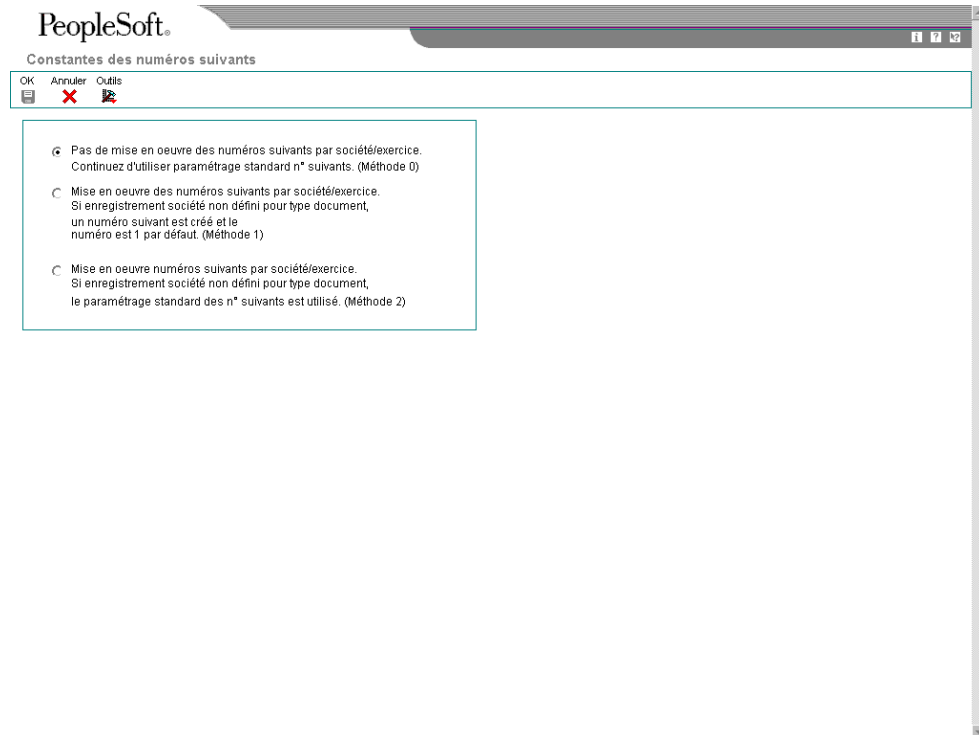 PeopleSoft®
Constantes des numéros suivants
OK Annuler Outils
Pas de mise en oeuvre des numéros suivants par société/exercice.
Continuez d'utiliser paramétrage standard n° suivants. (Méthode 0)
Mise en oeuvre des numéros suivants par société/exercice.
Si enregistrement société non défini pour type document,
un numéro suivant est créé et le
numéro est 1 par défaut. (Méthode 1)
Mise en oeuvre numéros suivants par société/exercice.
Si enregistrement société non défini pour type document,
le paramétrage standard des n° suivants est utilisé. (Méthode 2)